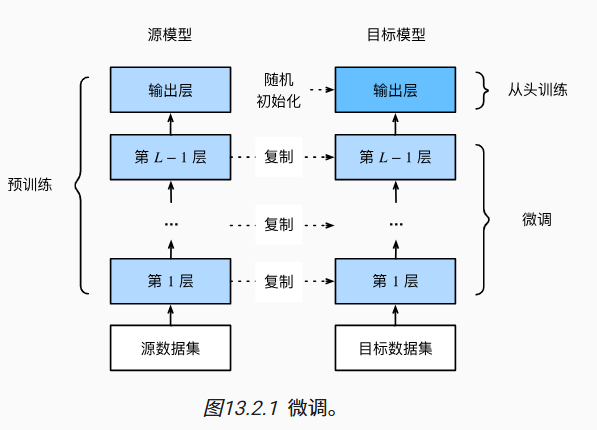 源模型 目标模型
输出层 随机 初始化 输出层 从头训练
第 L − 1 层 复制 第 L − 1 层
预训练
... 复制 ... 微调
第 1 层 复制 第 1 层
源数据集 目标数据集
图13.2.1 微调。